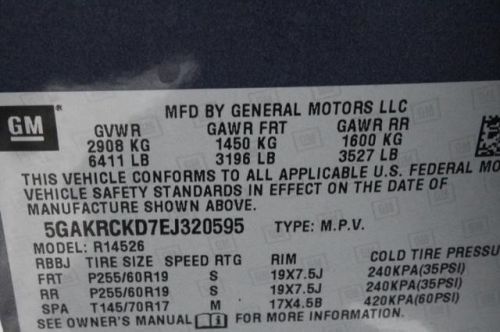 MFD BY GENERAL MOTORS LLC
GM
GVWR GAWR FRT GAWR RR
2908 KG 1450 KG 1600 KG
6411 LB 3196 LB 3527 LB
THIS VEHICLE CONFORMS TO ALL APPLICABLE U.S. FEDERAL
VEHICLE SAFETY STANDARDS IN EFFECT ON THE DATE OF
MANUFACTURE SHOWN ABOVE.
5GAKRCKD7EJ320595 TYPE: M.P.V.
MODEL: R14526
RBBJ TIRE SIZE SPEED RTG RIM COLD TIRE PRESSU
FRT P255/60R19 S 19X7.5J 240KPA(35PSI)
RR P255/60R19 S 19X7.5J 240KPA(35PSI)
SPA T145/70R17 M 17X4.5B 420KPA(60PSI)
SEE OWNER'S MANUAL FOR MORE INFORMATION